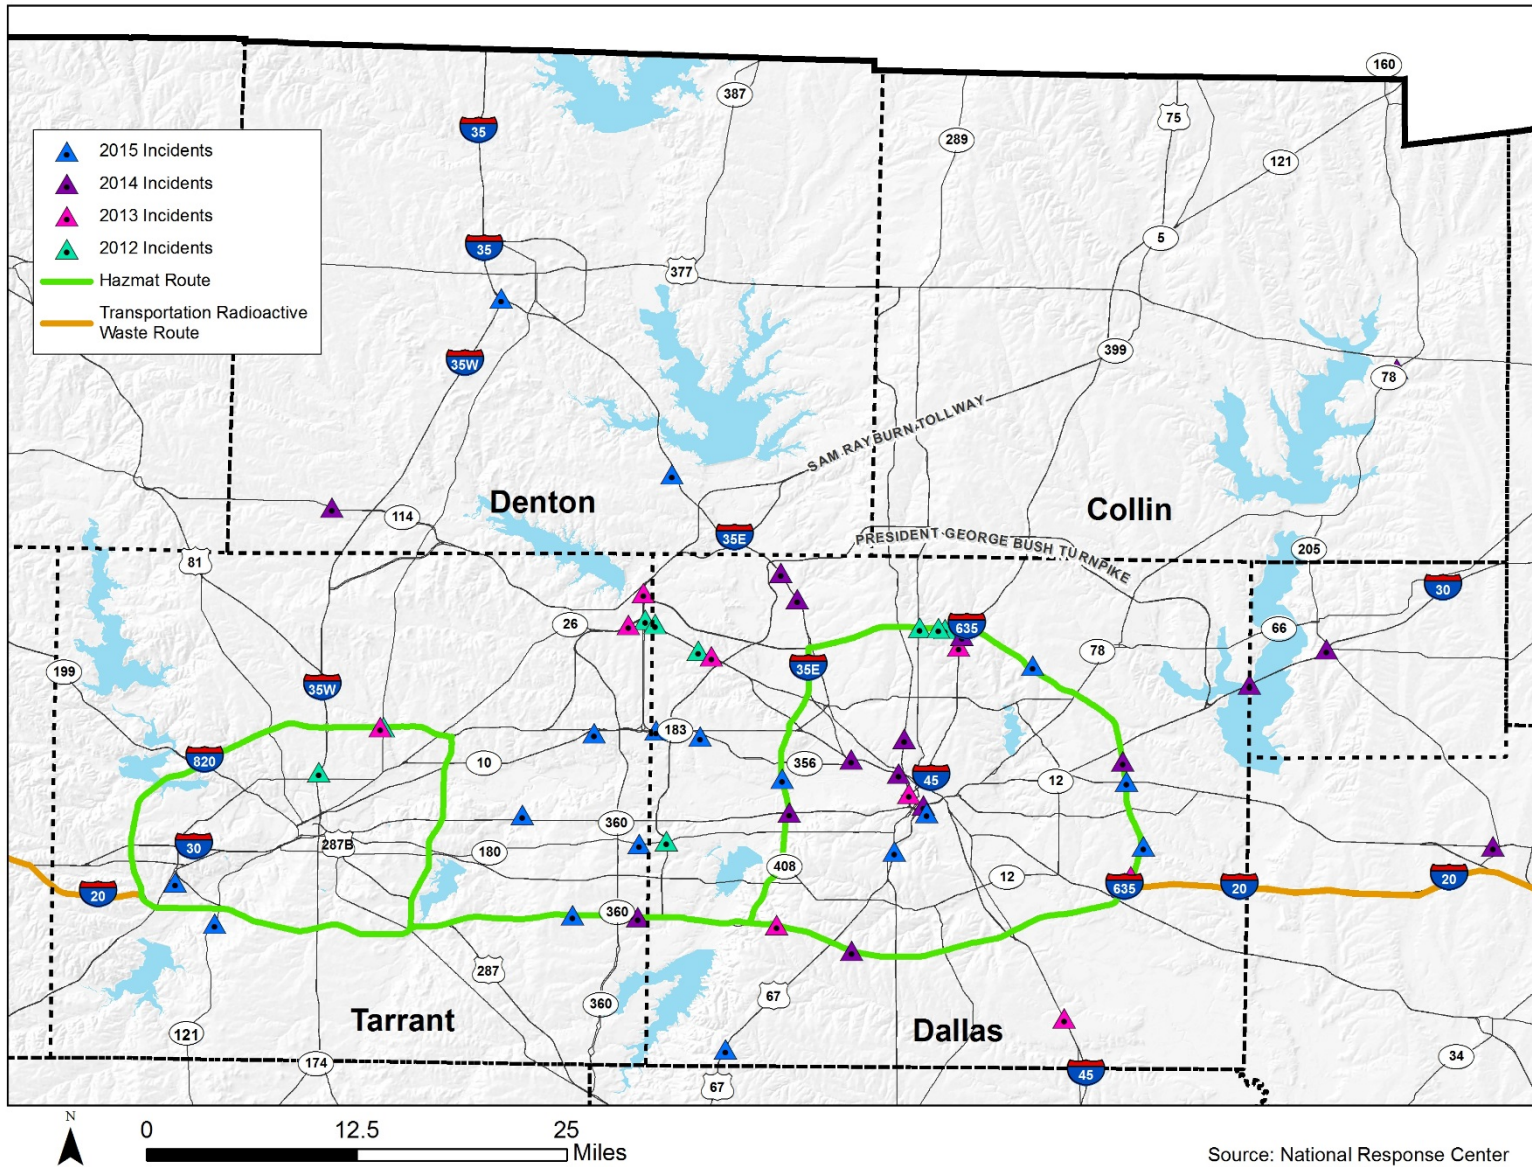 160
387
75
35
289
121
2015 Incidents
2014 Incidents
2013 Incidents
2012 Incidents
Hazmat Route
Transportation Radioactive
Waste Route
5
35
377
399
35W
78
SAM RAYBURN TOLLWAY
Denton
Collin
114
35E
PRESIDENT GEORGE BUSH TURNPIKE
205
81
30
26
635
66
78
199
35E
35W
183
820
10
356
45
12
360
287B
30
180
408
12
20
635
20
20
360
287
67
360
Tarrant
Dallas
121
174
34
45
67
N
0
12.5
25
Miles
Source: National Response Center